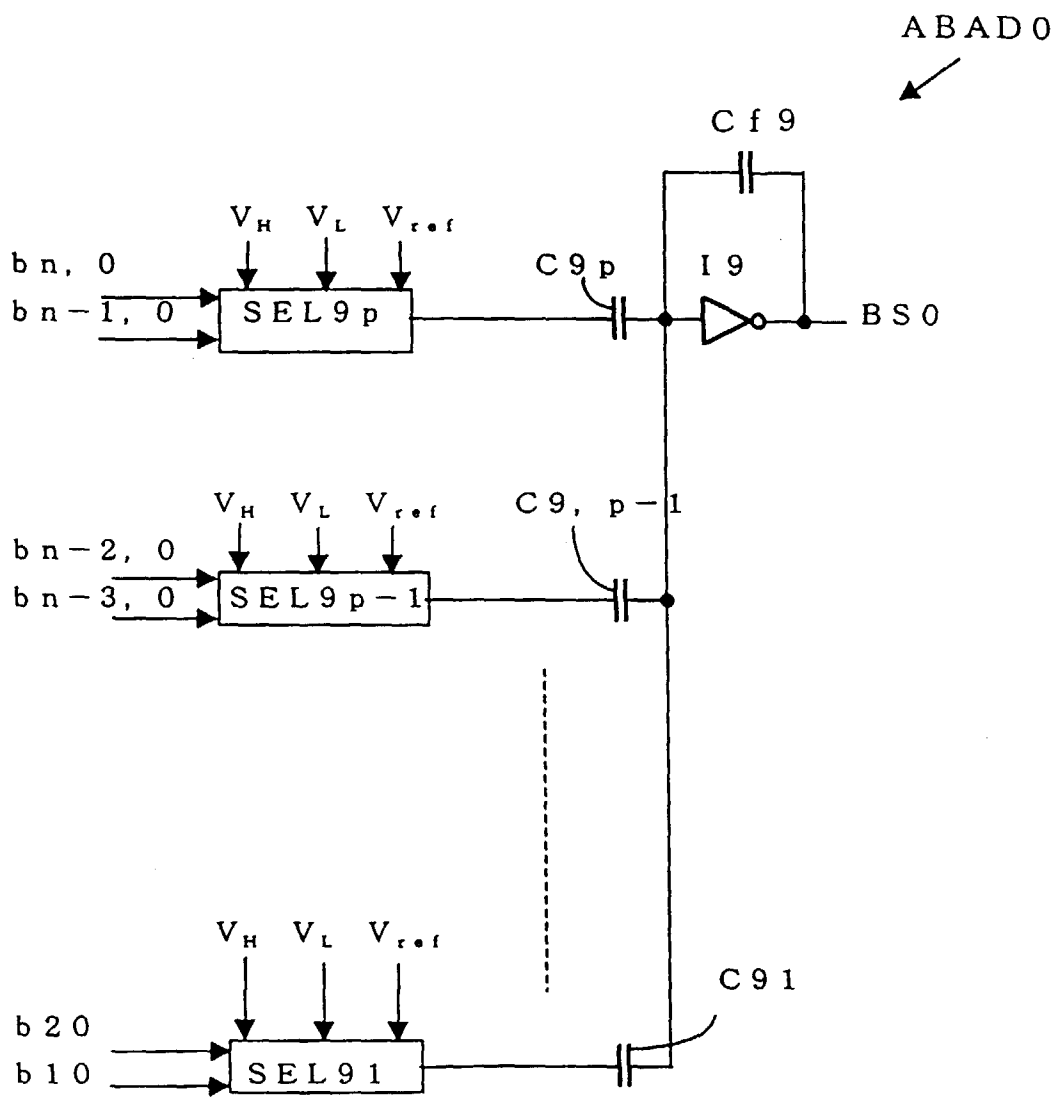 ABAD0
Cf9
VH VL Vref
bn, 0
bn-1, 0
SEL9p
C9p
I9
BS0
VH VL Vref
C9, p-1
bn-2, 0
bn-3, 0
SEL9p-1
VH VL Vref
C91
b20
b10
SEL91